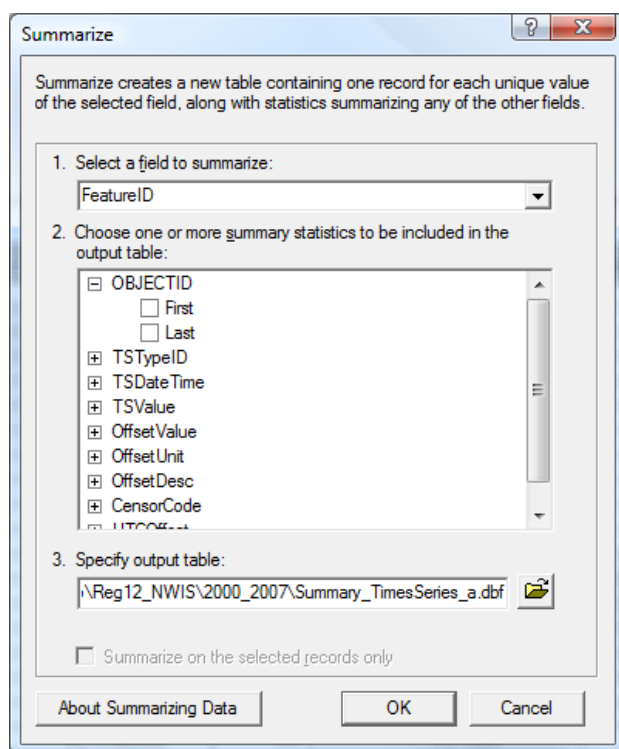 Summarize
Summarize creates a new table containing one record for each unique value
of the selected field, along with statistics summarizing any of the other fields.
1. Select a field to summarize:
FeatureID
2. Choose one or more summary statistics to be included in the
output table:
OBJECTID
First
Last
TSTypeID
TSDateTime
TSValue
OffsetValue
OffsetUnit
OffsetDesc
CensorCode
UTCOffset
3. Specify output table:
\Reg12_NWIS\2000_2007\Summary_TimesSeries_a.dbf
Summarize on the selected records only
About Summarizing Data
OK
Cancel